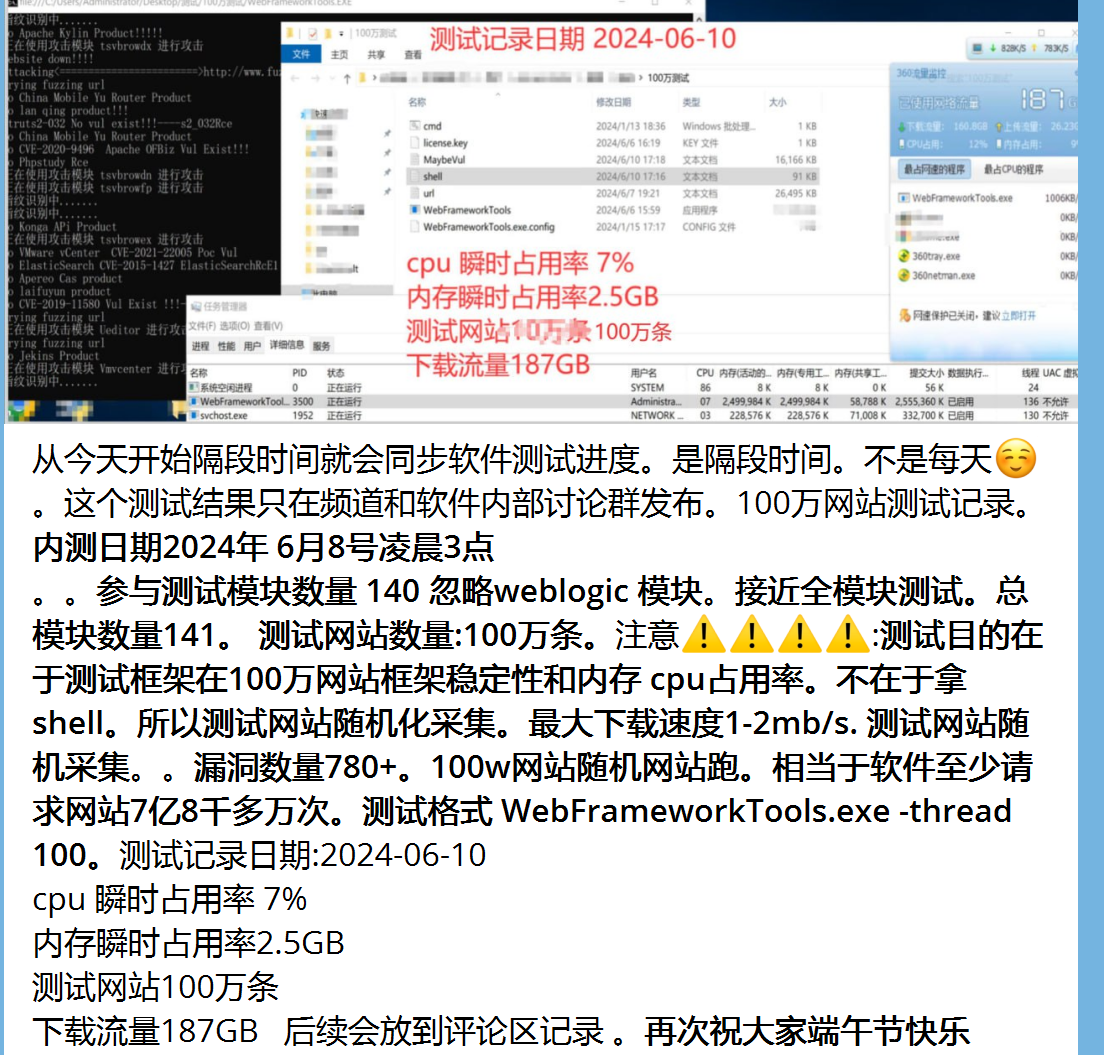 file:///C:/Users/Administrator/Desktop/测试/100万测试/WebFrameworkTools.EXE
指纹识别中.......
o Apache Kylin Product!!!!!
正在使用攻击模块 tsvbrowdx 进行攻击
ebsite down!!!!
ttacking<========================>http://www.fu
rying fuzzing url
o China Mobile Yu Router Product
o lan qing product!!!
truts2-032 No vul exist!!!----s2_032Rce
o China Mobile Yu Router Product
o CVE-2020-9496  Apache OFBiz Vul Exist!!!
o Phpstudy Rce
正在使用攻击模块 tsvbrowdn 进行攻击
正在使用攻击模块 tsvbrowfp 进行攻击
指纹识别中.......
指纹识别中.......
o Konga APi Product
正在使用攻击模块 tsvbrowex 进行攻击
o VMware vCenter  CVE-2021-22005 Poc Vul
o ElasticSearch CVE-2015-1427 ElasticSearchRcE1
o Apereo Cas product
o laifuyun product
o CVE-2019-11580 Vul Exist !!!-
rying fuzzing url
正在使用攻击模块 Ueditor 进行攻
rying fuzzing url
o Jekins Product
正在使用攻击模块 Vmvcenter 进行
指纹识别中.......
100万测试
测试记录日期 2024-06-10
文件 主页 共享 查看
100万测试
名称 修改日期 类型 大小
cmd 2024/1/13 18:36 Windows 批处理... 1 KB
license.key 2024/6/6 16:19 KEY 文件 1 KB
MaybeVul 2024/6/10 17:18 文本文档 16,166 KB
shell 2024/6/10 17:16 文本文档 91 KB
url 2024/6/7 19:21 文本文档 26,495 KB
WebFrameworkTools 2024/6/6 15:59 应用程序
WebFrameworkTools.exe.config 2024/1/15 17:17 CONFIG 文件
cpu 瞬时占用率 7%
内存瞬时占用率2.5GB
测试网站10万条 100万条
下载流量187GB
828K/S 783K/S
360流量监控
已使用网络流量 187
下载流量: 160.8GB 上传流量: 26.230
CPU占用: 12% 内存占用:
最占网速的程序 最占CPU的程序
WebFrameworkTools.exe 1006KB/
0KB/
0KB/
360tray.exe 0KB/
360netman.exe 0KB/
网速保护已关闭，建议立即打开
任务管理器
文件(F) 选项(O) 查看(V)
进程 性能 用户 详细信息 服务
名称 PID 状态 用户名 CPU 内存(活动的... 内存(专用工... 内存(共享工... 提交大小 数据执行... 线程 UAC 虚拟
系统空闲进程 0 正在运行 SYSTEM 86 8 K 8 K 0 K 56 K 24
WebFrameworkTool... 3500 正在运行 Administra... 07 2,499,984 K 2,499,984 K 58,788 K 2,555,360 K 已启用 136 不允许
svchost.exe 1952 正在运行 NETWORK ... 03 228,576 K 228,576 K 71,008 K 332,700 K 已启用 130 不允许
从今天开始隔段时间就会同步软件测试进度。是隔段时间。不是每天☺️
。这个测试结果只在频道和软件内部讨论群发布。100万网站测试记录。
内测日期2024年 6月8号凌晨3点
。。参与测试模块数量 140 忽略weblogic 模块。接近全模块测试。总
模块数量141。 测试网站数量:100万条。注意⚠️⚠️⚠️⚠️:测试目的在
于测试框架在100万网站框架稳定性和内存 cpu占用率。不在于拿
shell。所以测试网站随机化采集。最大下载速度1-2mb/s. 测试网站随
机采集。。漏洞数量780+。100w网站随机网站跑。相当于软件至少请
求网站7亿8千多万次。测试格式 WebFrameworkTools.exe -thread
100。测试记录日期:2024-06-10
cpu 瞬时占用率 7%
内存瞬时占用率2.5GB
测试网站100万条
下载流量187GB   后续会放到评论区记录 。再次祝大家端午节快乐